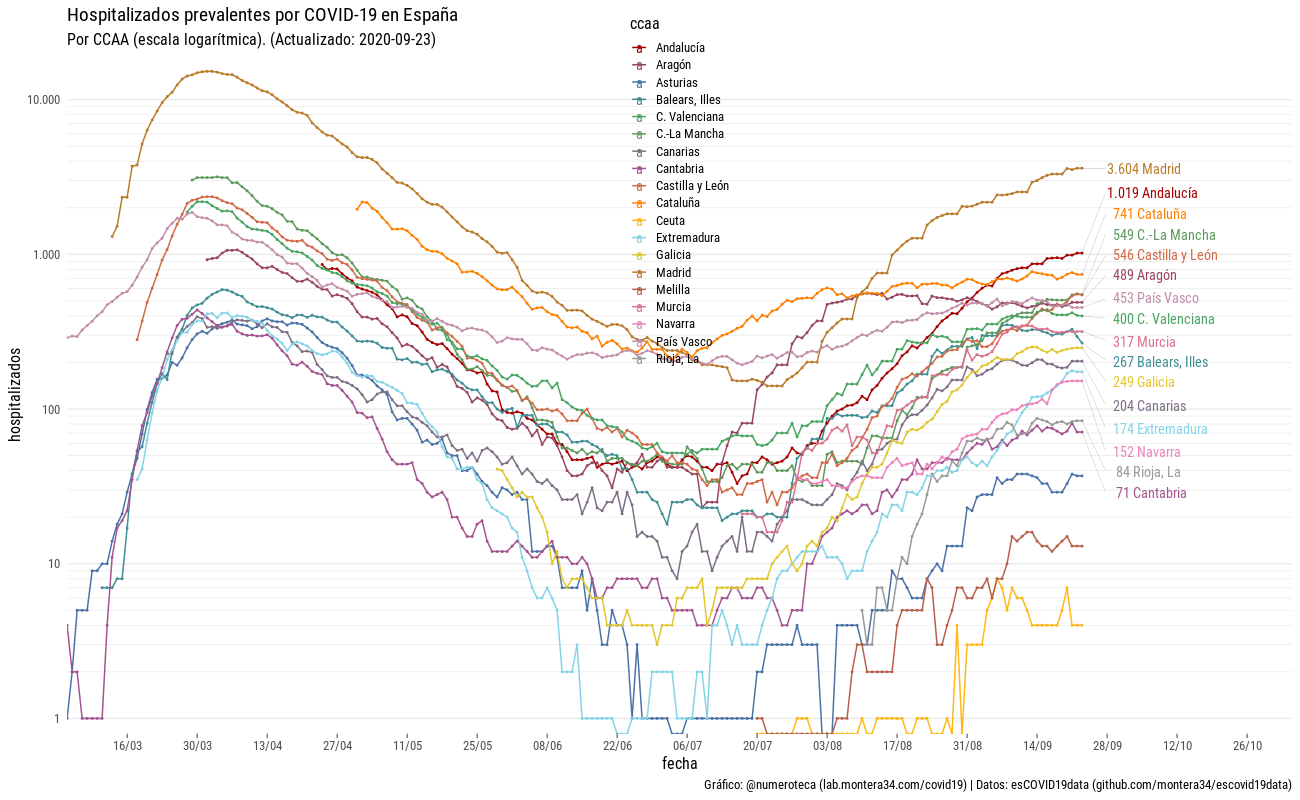 Hospitalizados prevalentes por COVID-19 en España
Por CCAA (escala logarítmica). (Actualizado: 2020-09-23)
ccaa
Andalucía
Aragón
Asturias
Balears, Illes
C. Valenciana
C.-La Mancha
Canarias
Cantabria
Castilla y León
Cataluña
Ceuta
Extremadura
Galicia
Madrid
Melilla
Murcia
Navarra
País Vasco
Rioja, La
hospitalizados
10.000
1.000
100
10
1
3.604 Madrid
1.019 Andalucía
741 Cataluña
549 C.-La Mancha
546 Castilla y León
489 Aragón
453 País Vasco
400 C. Valenciana
317 Murcia
267 Balears, Illes
249 Galicia
204 Canarias
174 Extremadura
152 Navarra
84 Rioja, La
71 Cantabria
16/03 30/03 13/04 27/04 11/05 25/05 08/06 22/06 06/07 20/07 03/08 17/08 31/08 14/09 28/09 12/10 26/10
fecha
Gráfico: @numeroteca (lab.montera34.com/covid19) | Datos: esCOVID19data (github.com/montera34/escovid19data)